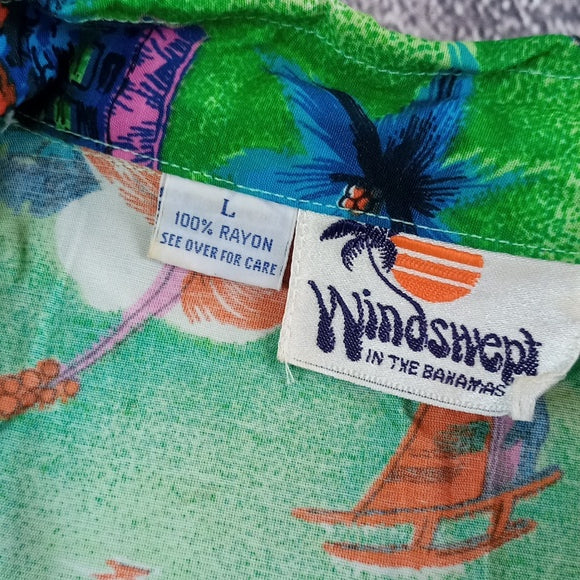 L
100% RAYON
SEE OVER FOR CARE
Windswept
IN THE BAHAMAS